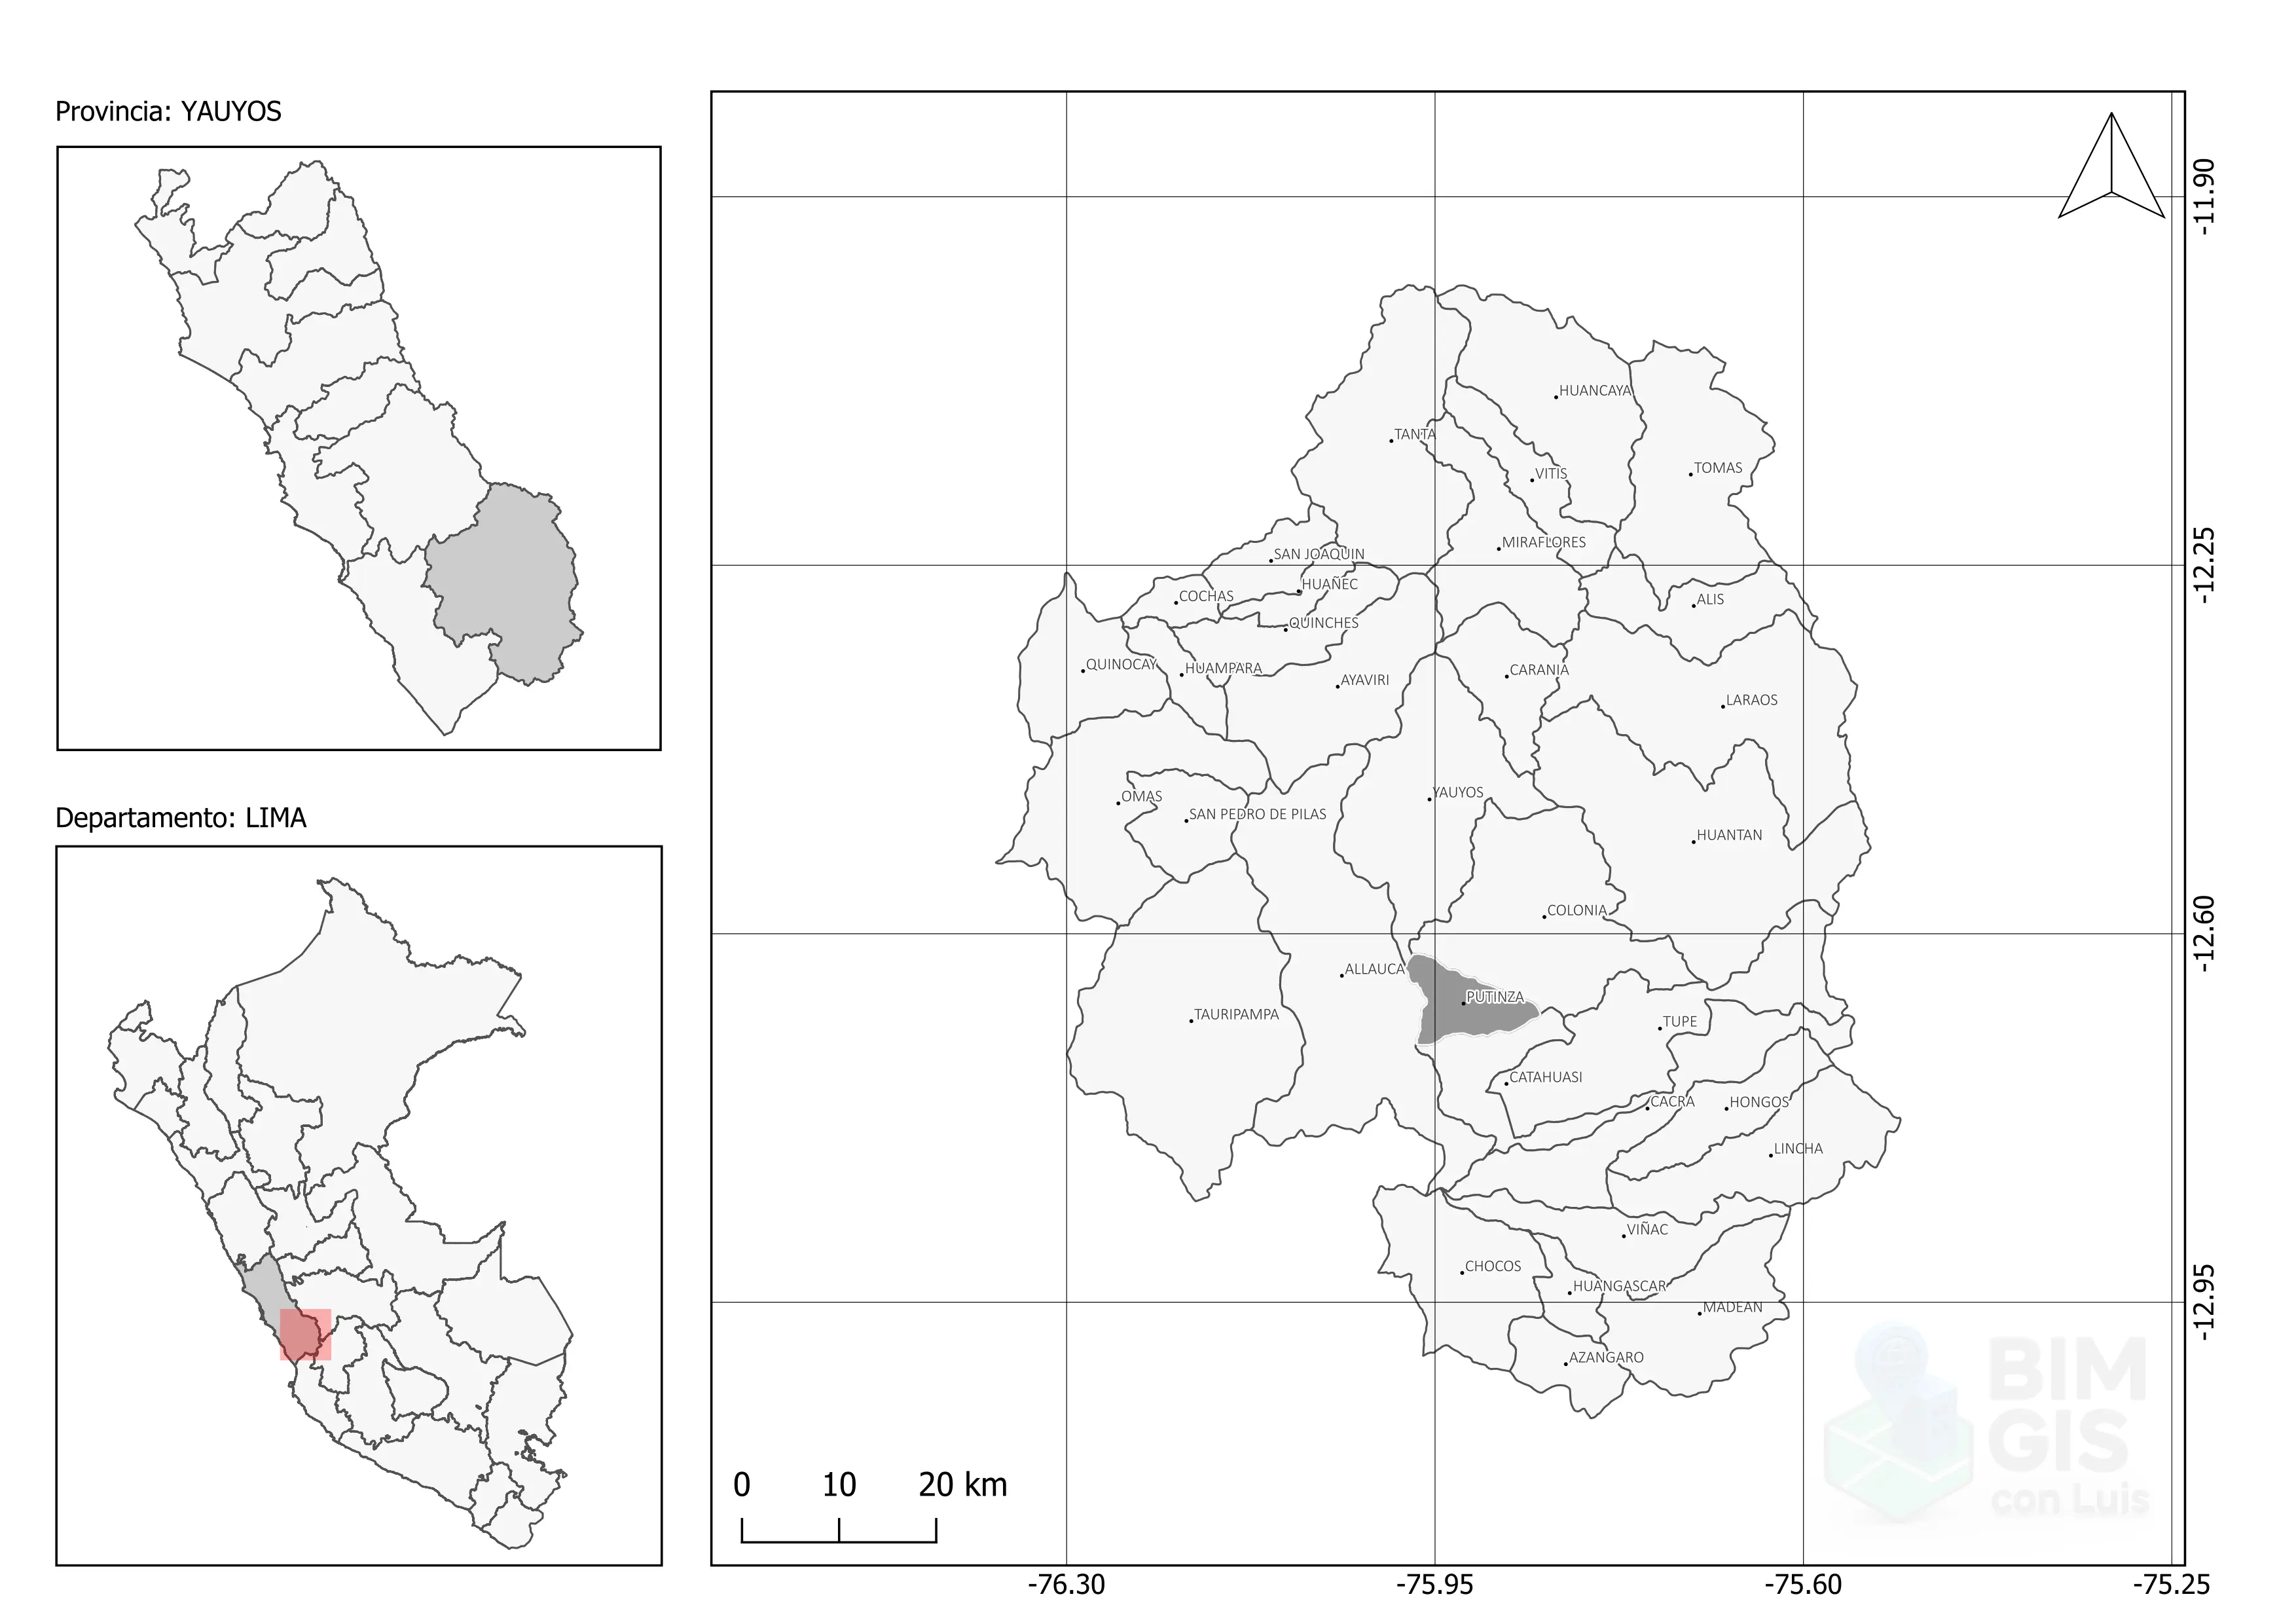 Provincia: YAUYOS
Departamento: LIMA
HUANCAYA
TANTA
TOMAS
VITIS
MIRAFLORES
SAN JOAQUIN
HUAÑEC
COCHAS
ALIS
QUINCHES
QUINOCAY
HUAMPARA
CARANIA
AYAVIRI
LARAOS
YAUYOS
OMAS
SAN PEDRO DE PILAS
HUANTAN
COLONIA
ALLAUCA
PUTINZA
TAURIPAMPA
TUPE
CATAHUASI
CACRA
HONGOS
LINCHA
VIÑAC
CHOCOS
HUANGASCAR
MADEAN
AZANGARO
-11.90
-12.25
-12.60
-12.95
BIM
GIS
con Luis
0 10 20 km
-76.30 -75.95 -75.60 -75.25